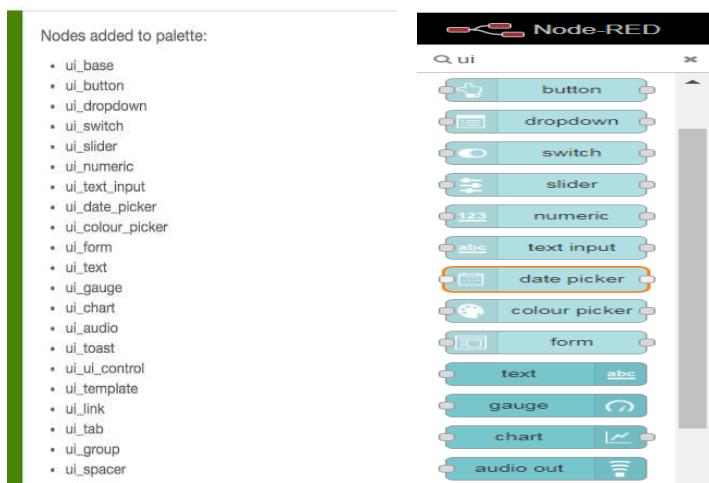 Nodes added to palette:
• ui_base
• ui_button
• ui_dropdown
• ui_switch
• ui_slider
• ui_numeric
• ui_text_input
• ui_date_picker
• ui_colour_picker
• ui_form
• ui_text
• ui_gauge
• ui_chart
• ui_audio
• ui_toast
• ui_ui_control
• ui_template
• ui_link
• ui_tab
• ui_group
• ui_spacer
Node-RED
ui
button
dropdown
switch
slider
123 numeric
abc text input
date picker
colour picker
form
text abc
gauge
chart
audio out